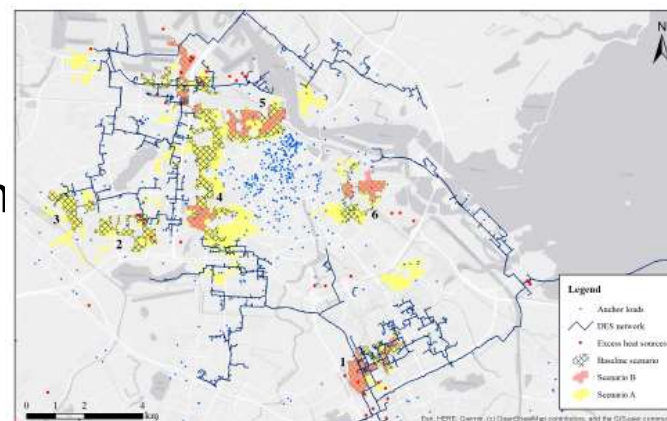 n
N
5
3
4
2
6
1
Legend
Anchor loads
DES network
Excess heat sources
Baseline scenario
Scenario B
Scenario A
0 1 2 4
km
Esri, HERE, Garmin, (c) OpenStreetMap contributors, and the GIS user commu